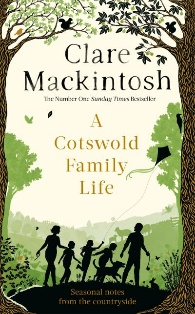 Clare
Mackintosh
The Number One Sunday Times Bestseller
A
Cotswold
Family
Life
Seasonal notes
from the countryside